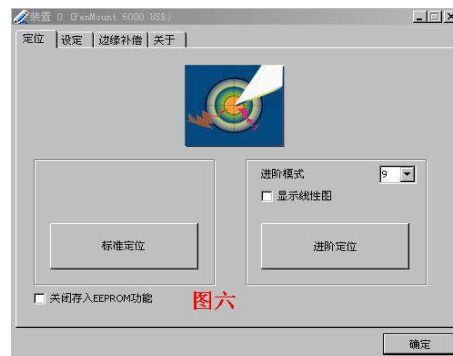 装置 0 (PenMount 6000 USB)
定位 设定 边缘补偿 关于
进阶模式 9
显示线性图
标准定位 进阶定位
关闭存入EEPROM功能 图六
确定